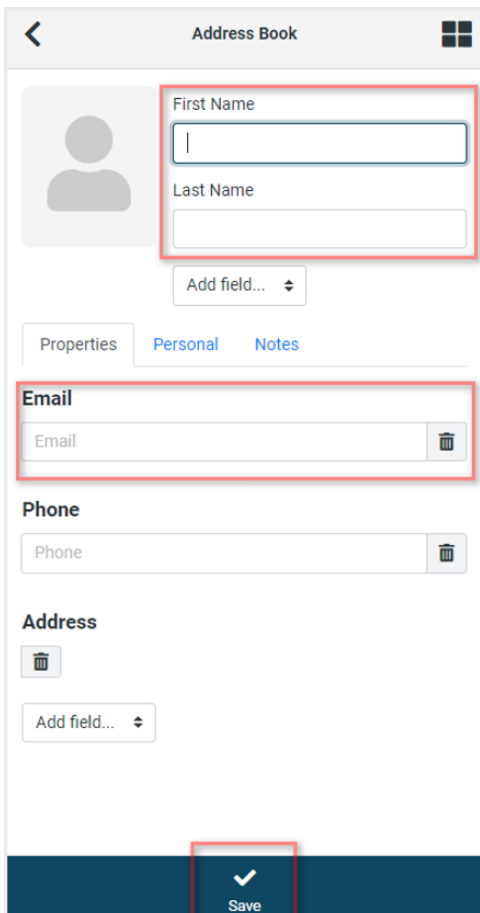 Address Book
First Name
Last Name
Add field...
Properties Personal Notes
Email
Email
Phone
Phone
Address
Add field...
Save